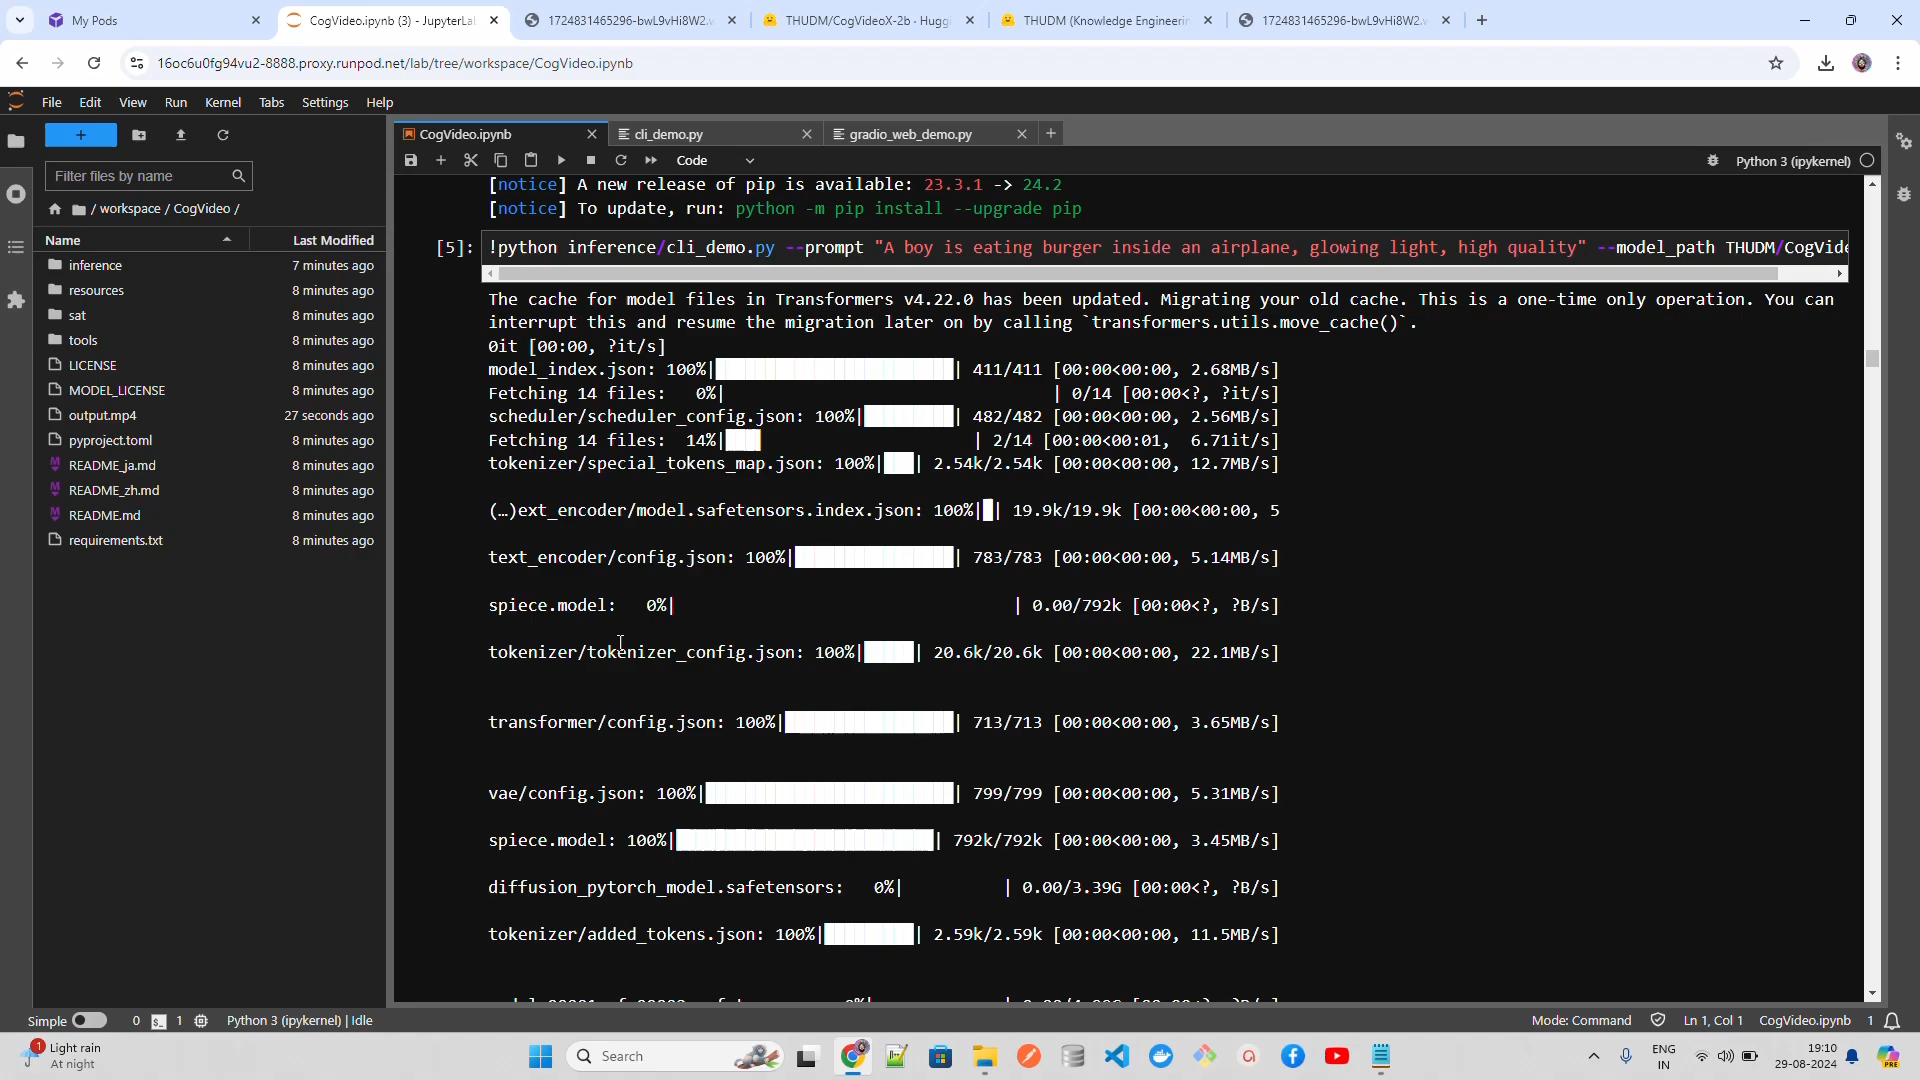 My Pods
CogVideo.ipynb (3) - JupyterLa
1724831465296-bwL9vHi8W2.
THUDM/CogVideoX-2b - Huggi
THUDM (Knowledge Engineerin
1724831465296-bwL9vHi8W2.
16oc6u0fg94vu2-8888.proxy.runpod.net/lab/tree/workspace/CogVideo.ipynb
File Edit View Run Kernel Tabs Settings Help
CogVideo.ipynb
cli_demo.py
gradio_web_demo.py
Code
Python 3 (ipykernel)
Filter files by name
/ workspace / CogVideo /
Name Last Modified
inference 7 minutes ago
resources 8 minutes ago
sat 8 minutes ago
tools 8 minutes ago
LICENSE 8 minutes ago
MODEL_LICENSE 8 minutes ago
output.mp4 27 seconds ago
pyproject.toml 8 minutes ago
README_ja.md 8 minutes ago
README_zh.md 8 minutes ago
README.md 8 minutes ago
requirements.txt 8 minutes ago
[notice] A new release of pip is available: 23.3.1 -> 24.2
[notice] To update, run: python -m pip install --upgrade pip
[5]: !python inference/cli_demo.py --prompt "A boy is eating burger inside an airplane, glowing light, high quality" --model_path THUDM/CogVide
The cache for model files in Transformers v4.22.0 has been updated. Migrating your old cache. This is a one-time only operation. You can
interrupt this and resume the migration later on by calling `transformers.utils.move_cache()`.
0it [00:00, ?it/s]
model_index.json: 100%| | 411/411 [00:00<00:00, 2.68MB/s]
Fetching 14 files: 0%| | 0/14 [00:00<?, ?it/s]
scheduler/scheduler_config.json: 100%| | 482/482 [00:00<00:00, 2.56MB/s]
Fetching 14 files: 14%| | 2/14 [00:00<00:01, 6.71it/s]
tokenizer/special_tokens_map.json: 100%| | 2.54k/2.54k [00:00<00:00, 12.7MB/s]
(…)ext_encoder/model.safetensors.index.json: 100%| | 19.9k/19.9k [00:00<00:00, 5
text_encoder/config.json: 100%| | 783/783 [00:00<00:00, 5.14MB/s]
spiece.model: 0%| | 0.00/792k [00:00<?, ?B/s]
tokenizer/tokenizer_config.json: 100%| | 20.6k/20.6k [00:00<00:00, 22.1MB/s]
transformer/config.json: 100%| | 713/713 [00:00<00:00, 3.65MB/s]
vae/config.json: 100%| | 799/799 [00:00<00:00, 5.31MB/s]
spiece.model: 100%| | 792k/792k [00:00<00:00, 3.45MB/s]
diffusion_pytorch_model.safetensors: 0%| | 0.00/3.39G [00:00<?, ?B/s]
tokenizer/added_tokens.json: 100%| | 2.59k/2.59k [00:00<00:00, 11.5MB/s]
Simple 0 1 Python 3 (ipykernel) | Idle
Mode: Command Ln 1, Col 1 CogVideo.ipynb 1
1 Light rain
At night
Search
ENG
IN
19:10
29-08-2024
PRE